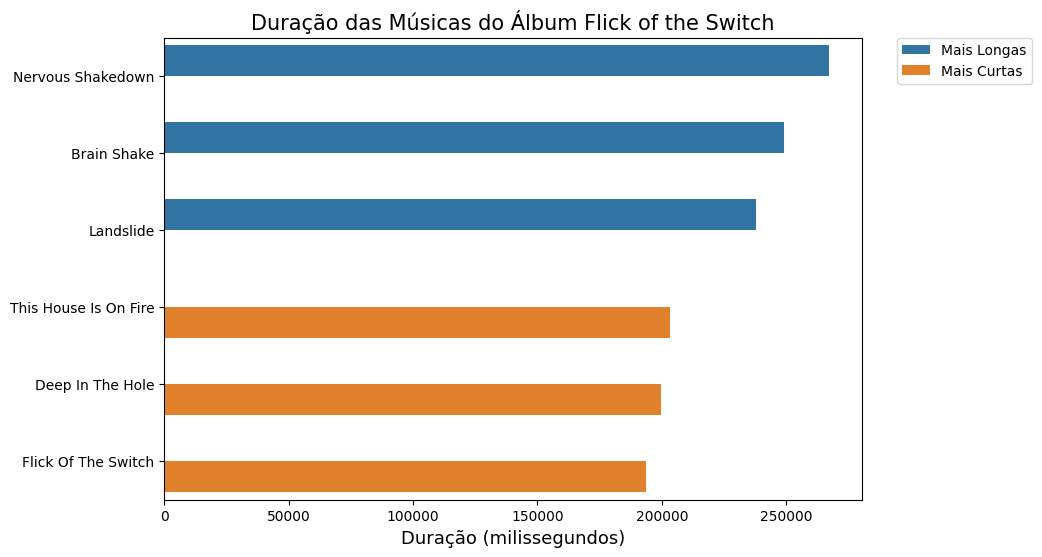 Duração das Músicas do Álbum Flick of the Switch
Mais Longas
Mais Curtas
Nervous Shakedown
Brain Shake
Landslide
This House Is On Fire
Deep In The Hole
Flick Of The Switch
0 50000 100000 150000 200000 250000
Duração (milissegundos)